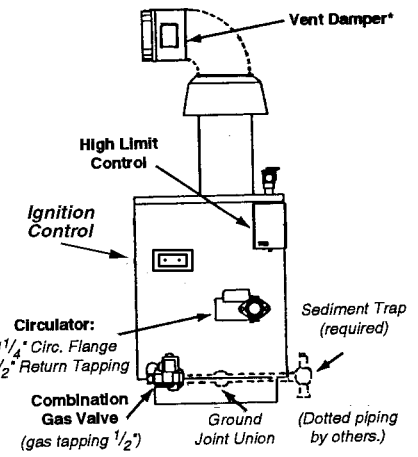 Vent Damper*
High Limit
Control
Ignition
Control
Circulator:
1/4" Circ. Flange
/2" Return Tapping
Sediment Trap
(required)
Combination
Gas Valve
(gas tapping 1/2")
Ground
Joint Union
(Dotted piping
by others.)